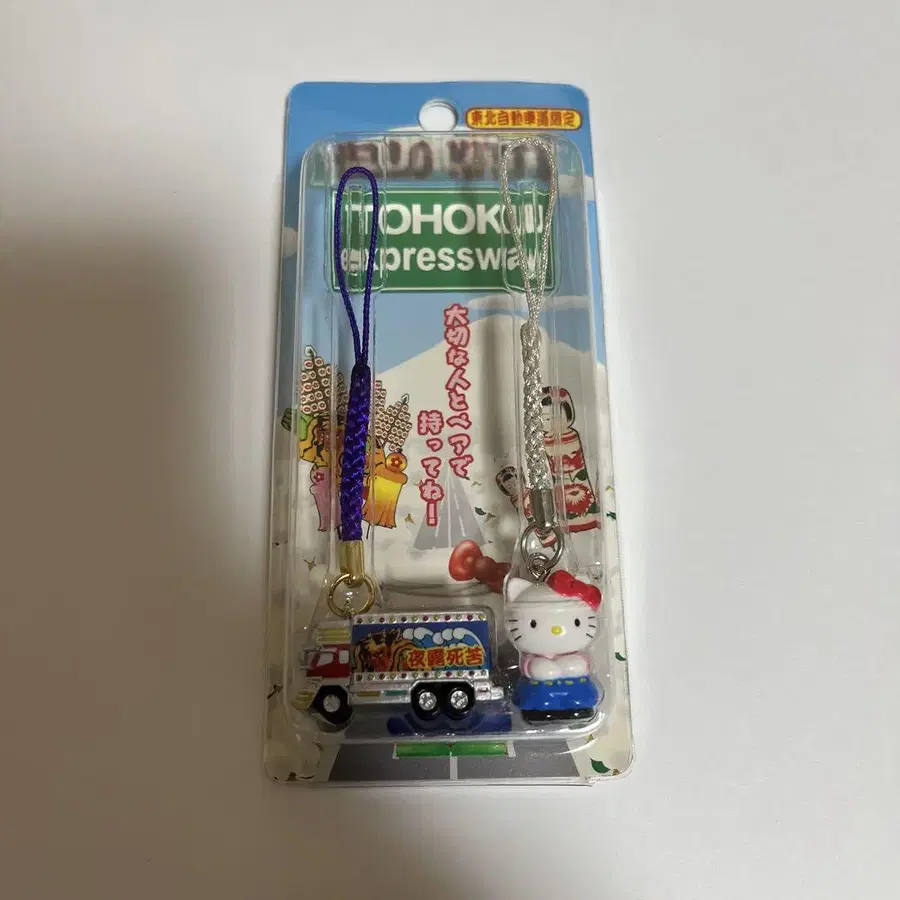 東北自動車道限定
TOHOKU
expressway
大切な人とペアで
持ってね!
夜露死苦